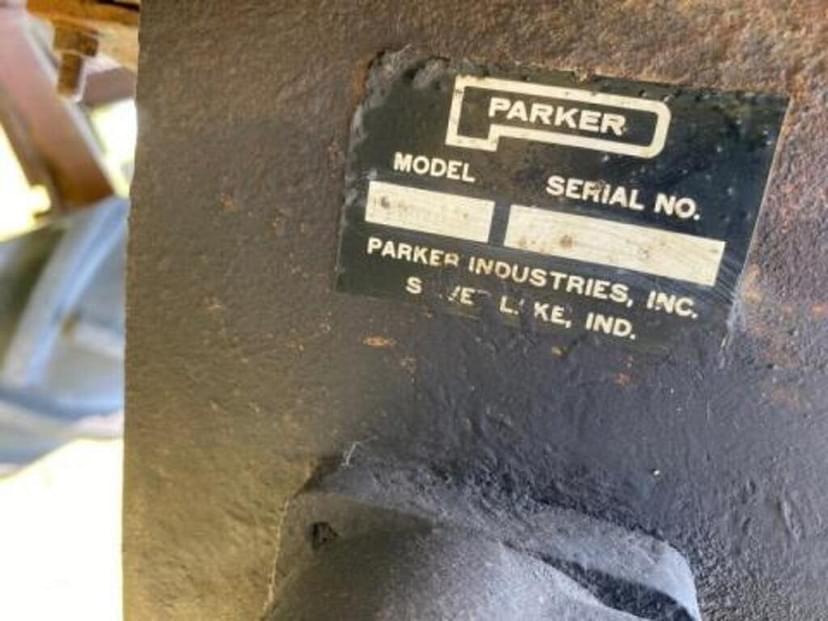 PARKER
MODEL SERIAL NO.
PARKER INDUSTRIES, INC.
IND.